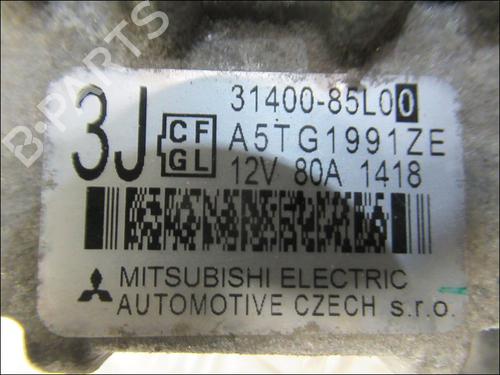 B-PARTS
3J
CF
GL
31400-85L00
A5TG1991ZE
12V 80A 1418
MITSUBISHI ELECTRIC
AUTOMOTIVE CZECH s.r.o.